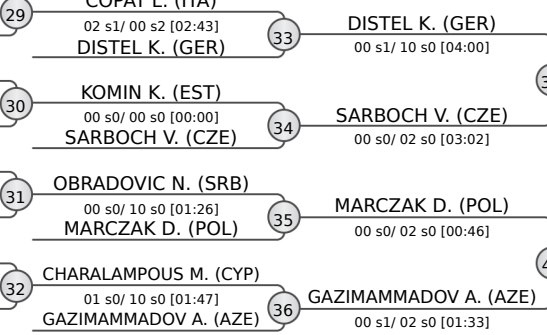 29
COPAT L. (ITA)
02 s1/ 00 s2 [02:43]
DISTEL K. (GER)
33
DISTEL K. (GER)
00 s1/ 10 s0 [04:00]
30
KOMIN K. (EST)
00 s0/ 00 s0 [00:00]
SARBOCH V. (CZE)
34
SARBOCH V. (CZE)
00 s0/ 02 s0 [03:02]
31
OBRADOVIC N. (SRB)
00 s0/ 10 s0 [01:26]
MARCZAK D. (POL)
35
MARCZAK D. (POL)
00 s0/ 02 s0 [00:46]
32
CHARALAMPOUS M. (CYP)
01 s0/ 10 s0 [01:47]
GAZIMAMMADOV A. (AZE)
36
GAZIMAMMADOV A. (AZE)
00 s1/ 02 s0 [01:33]